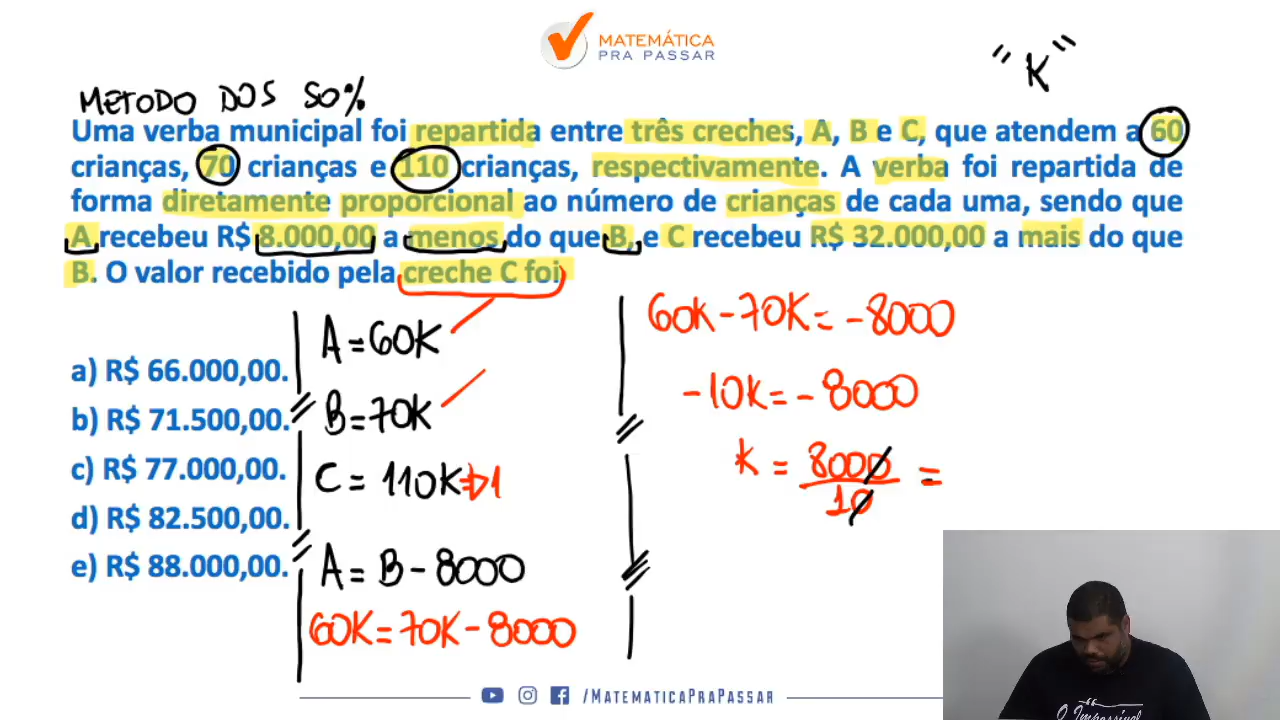 MATEMÁTICA
PRA PASSAR
"K"
METODO DOS 50%
Uma verba municipal foi repartida entre três creches, A, B e C, que atendem a 60
crianças, 70 crianças e 110 crianças, respectivamente. A verba foi repartida de
forma diretamente proporcional ao número de crianças de cada uma, sendo que
A recebeu R$ 8.000,00 a menos do que B, e C recebeu R$ 32.000,00 a mais do que
B. O valor recebido pela creche C foi
a) R$ 66.000,00.
b) R$ 71.500,00.
c) R$ 77.000,00.
d) R$ 82.500,00.
e) R$ 88.000,00.
A = 60K
B = 70K
C = 110K ⇒ 1
A = B - 8000
60K = 70K - 8000
60K - 70K = - 8000
- 10K = - 8000
K = 8000 =
10
/MATEMATICAPRAPASSAR
O Impossível